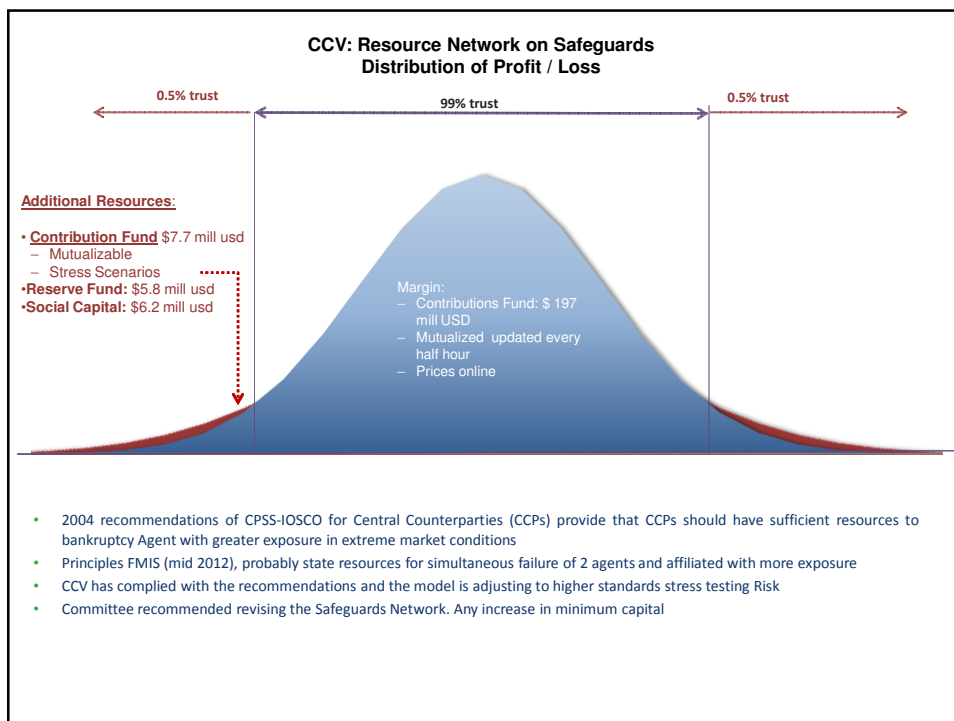 CCV: Resource Network on Safeguards
Distribution of Profit / Loss
0.5% trust
99% trust
0.5% trust
Additional Resources:
• Contribution Fund $7.7 mill usd
– Mutualizable
– Stress Scenarios
•Reserve Fund: $5.8 mill usd
•Social Capital: $6.2 mill usd
Margin:
– Contributions Fund: $ 197
mill USD
– Mutualized updated every
half hour
– Prices online
• 2004 recommendations of CPSS-IOSCO for Central Counterparties (CCPs) provide that CCPs should have sufficient resources to
bankruptcy Agent with greater exposure in extreme market conditions
• Principles FMIS (mid 2012), probably state resources for simultaneous failure of 2 agents and affiliated with more exposure
• CCV has complied with the recommendations and the model is adjusting to higher standards stress testing Risk
• Committee recommended revising the Safeguards Network. Any increase in minimum capital